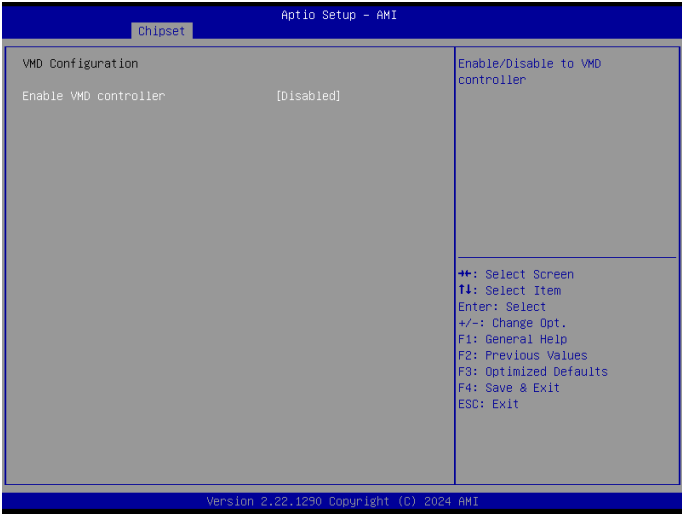 Aptio Setup – AMI
Chipset
VMD Configuration
Enable VMD controller [Disabled]
Enable/Disable to VMD
controller
→←: Select Screen
↑↓: Select Item
Enter: Select
+/-: Change Opt.
F1: General Help
F2: Previous Values
F3: Optimized Defaults
F4: Save & Exit
ESC: Exit
Version 2.22.1290 Copyright (C) 2024 AMI